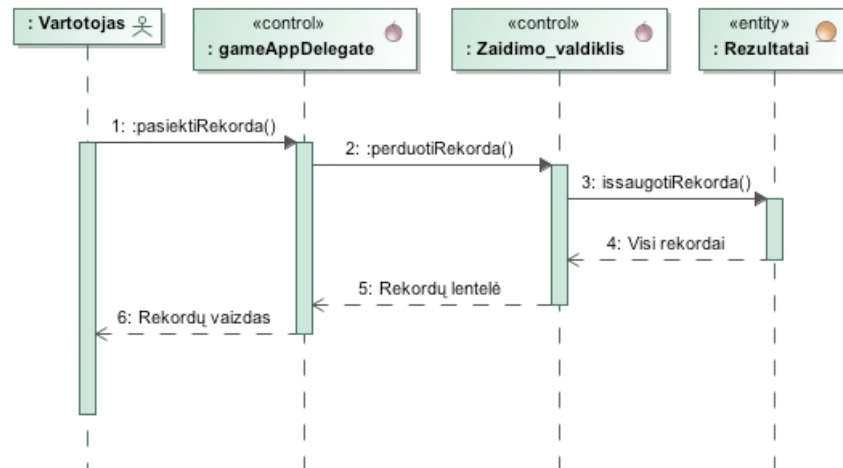 : Vartotojas
«control»
: gameAppDelegate
«control»
: Zaidimo_valdiklis
«entity»
: Rezultatai
1: :pasiektiRekorda()
2: :perduotiRekorda()
3: issaugotiRekorda()
4: Visi rekordai
5: Rekordų lentelė
6: Rekordų vaizdas